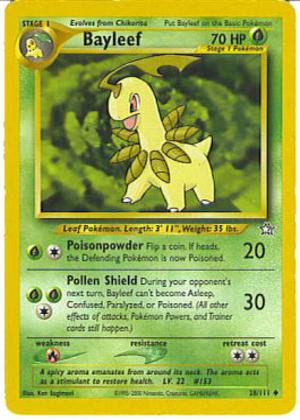 STAGE 1 Evolves from Chikorita Put Bayleef on the Basic Pokémon
Bayleef 70 HP
Stage 1 Pokémon
Leaf Pokémon. Length: 3' 11", Weight: 35 lbs.
Poisonpowder Flip a coin. If heads,
the Defending Pokémon is now Poisoned. 20
Pollen Shield During your opponent's
next turn, Bayleef can't become Asleep,
Confused, Paralyzed, or Poisoned. (All other
effects of attacks, Pokémon Powers, and Trainer
cards still happen.) 30
weakness resistance retreat cost
A spicy aroma emanates from around its neck. The aroma acts
as a stimulant to restore health. LV. 22 #153
Illus. Ken Sugimori ©1995-2000 Nintendo, Creatures, GAMEFREAK. 28/111